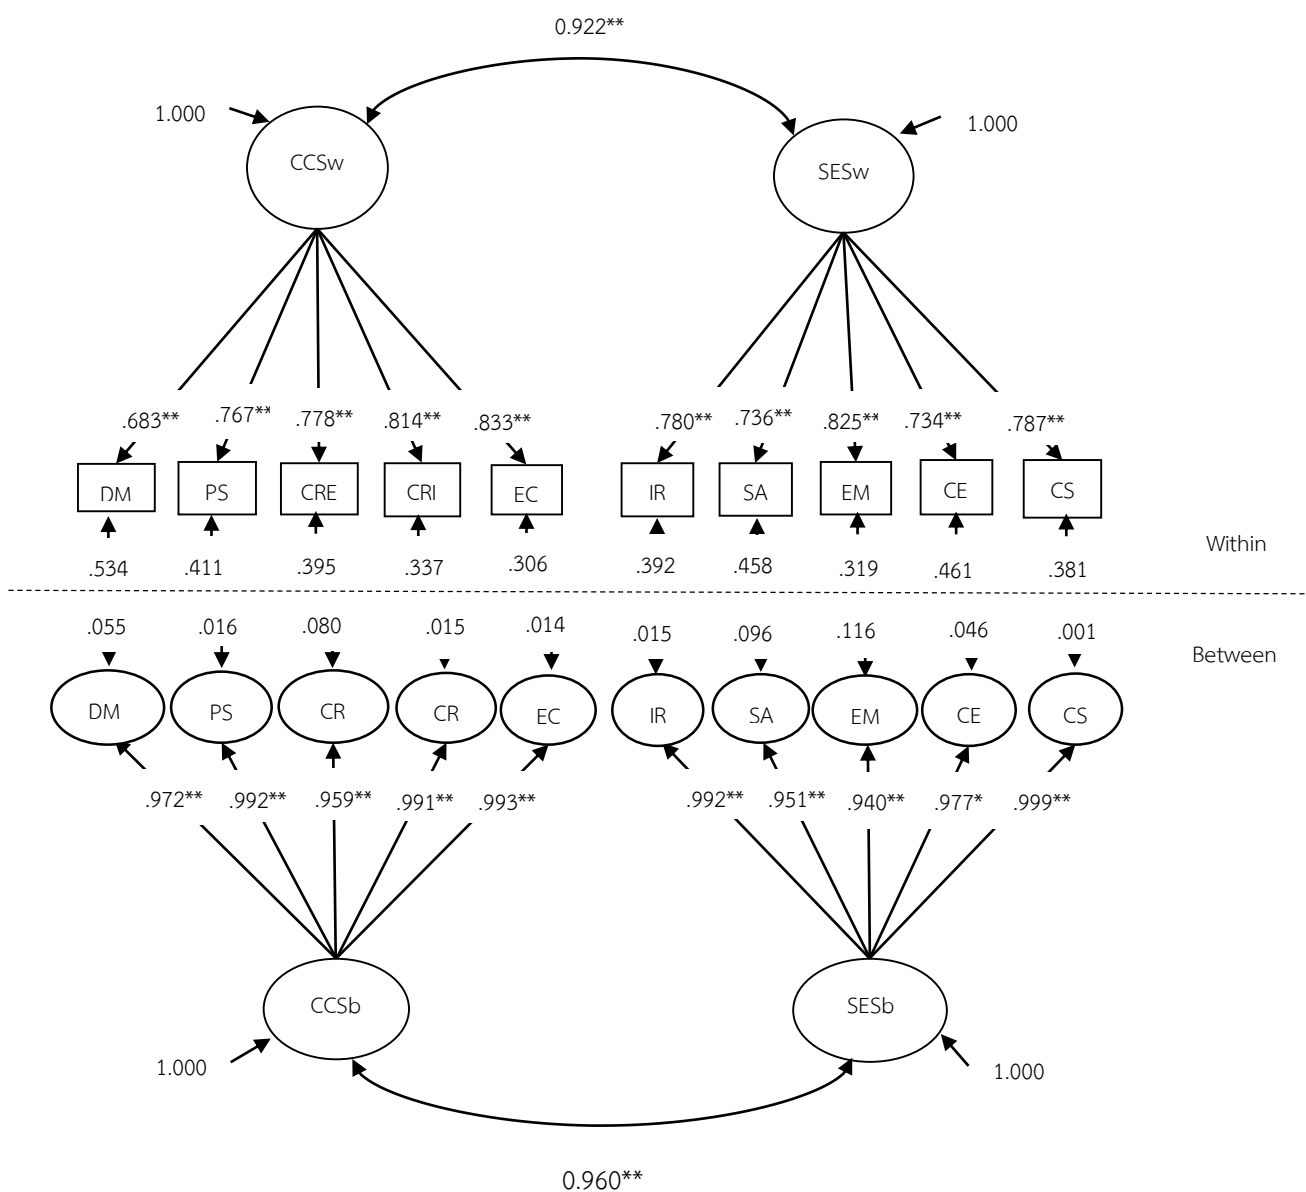 0.922**
1.000
1.000
CCSw
SESw
.683** .767** .778** .814** .833** .780** .736** .825** .734** .787**
DM PS CRE CRI EC IR SA EM CE CS
.534 .411 .395 .337 .306 .392 .458 .319 .461 .381
Within
.055 .016 .080 .015 .014 .015 .096 .116 .046 .001
Between
DM PS CR CR EC IR SA EM CE CS
.972** .992** .959** .991** .993** .992** .951** .940** .977* .999**
CCSb
SESb
1.000
1.000
0.960**